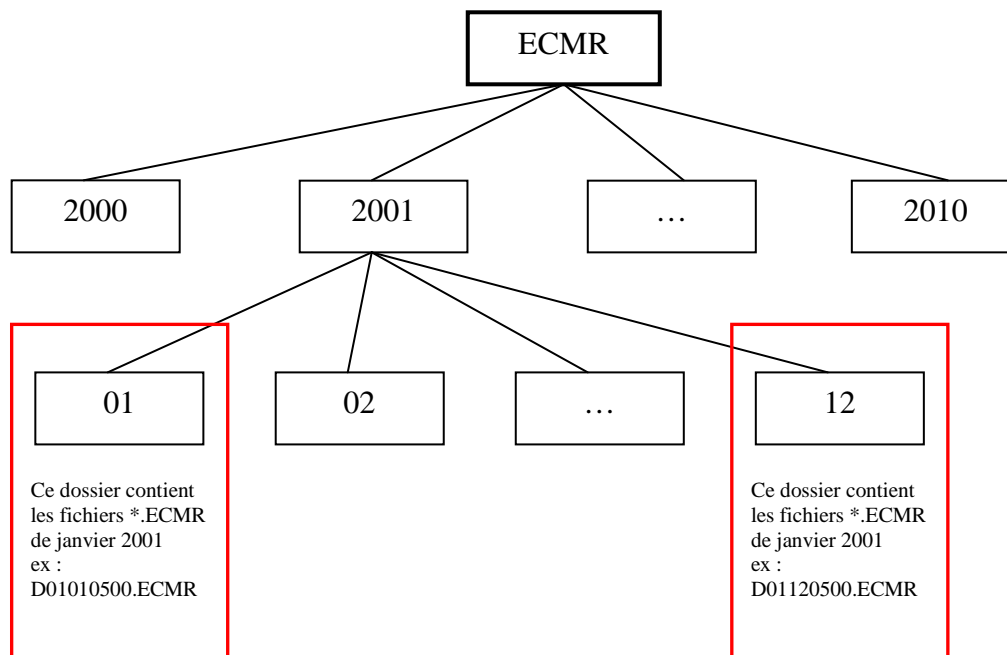 ECMR
2000
2001
…
2010
01
02
…
12
Ce dossier contient
les fichiers *.ECMR
de janvier 2001
ex :
D01010500.ECMR
Ce dossier contient
les fichiers *.ECMR
de janvier 2001
ex :
D01120500.ECMR